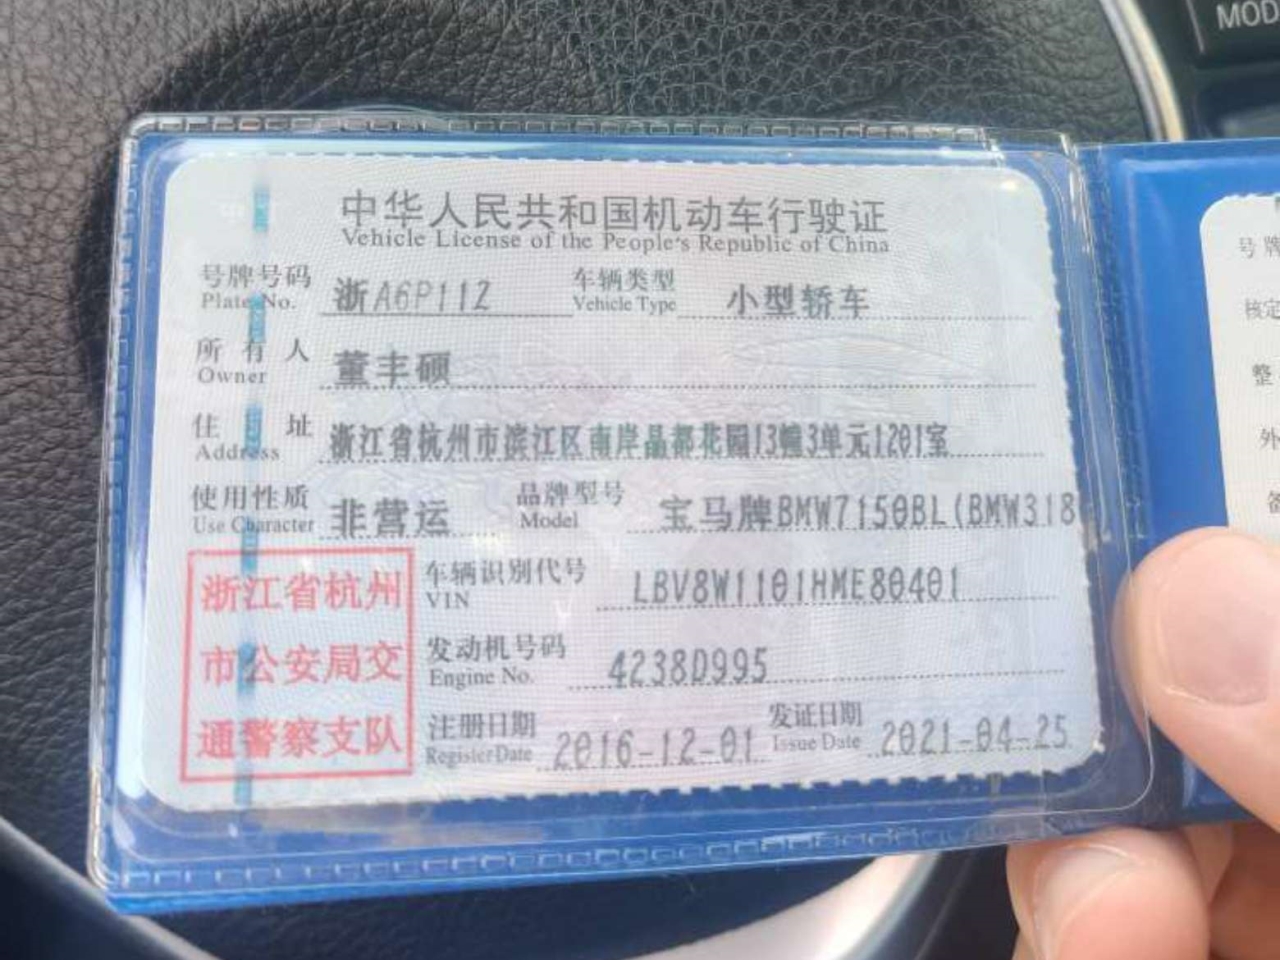 MOD
中华人民共和国机动车行驶证
Vehicle License of the People's Republic of China
号牌号码 浙A6P112 车辆类型 小型轿车
Plate No. Vehicle Type
所有人 董丰硕
Owner
住址 浙江省杭州市滨江区南岸晶都花园13幢3单元1201室
Address
使用性质 非营运 品牌型号 宝马牌BMW7150BL(BMW318
Use Character Model
浙江省杭州
市公安局交
通警察支队
车辆识别代号 LBV8W1101HME80401
VIN
发动机号码 4238D995
Engine No.
注册日期 2016-12-01 发证日期 2021-04-25
Register Date Issue Date
号牌
核定
整
外